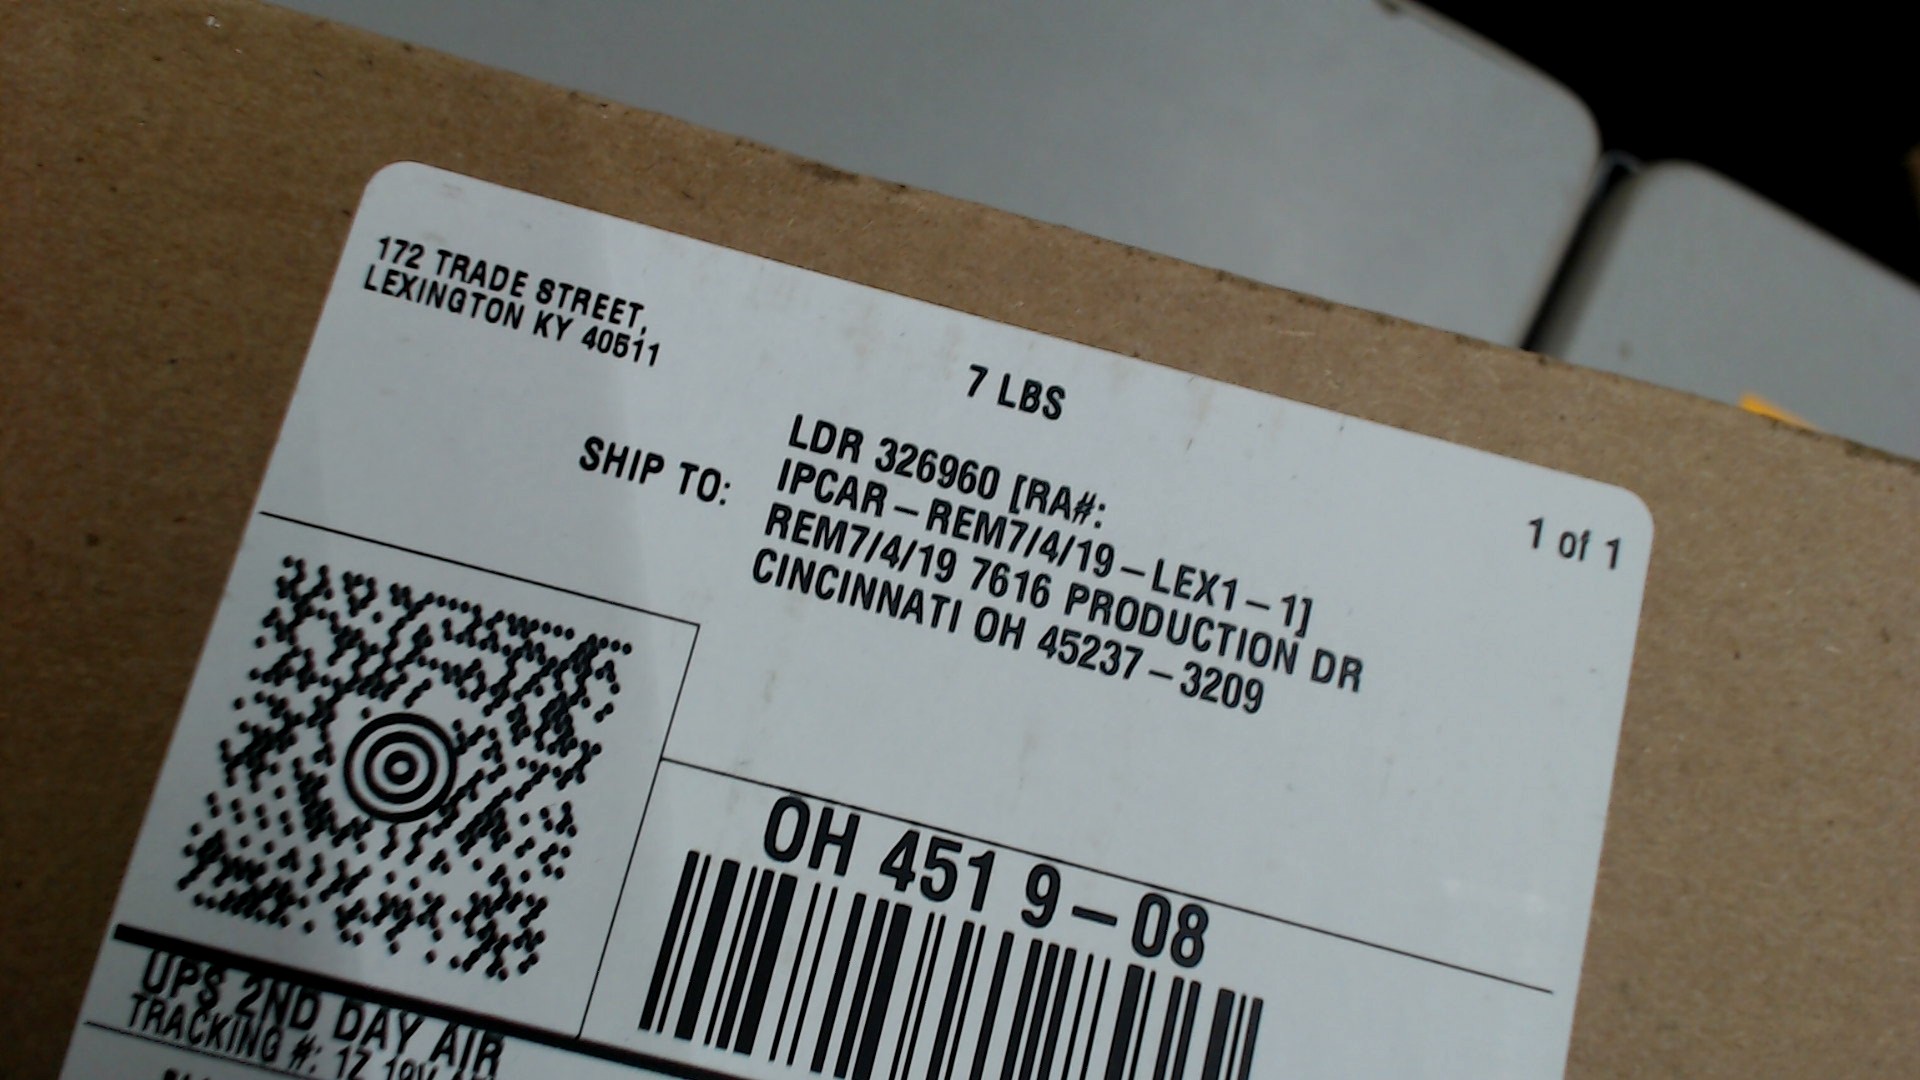 172 TRADE STREET,
LEXINGTON KY 40511
7 LBS
1 of 1
SHIP TO:
LDR 326960 [RA#:
IPCAR-REM7/4/19-LEX1-1]
REM7/4/19 7616 PRODUCTION DR
CINCINNATI OH 45237-3209
OH 451 9-08
UPS 2ND DAY AIR
TRACKING #: 1Z